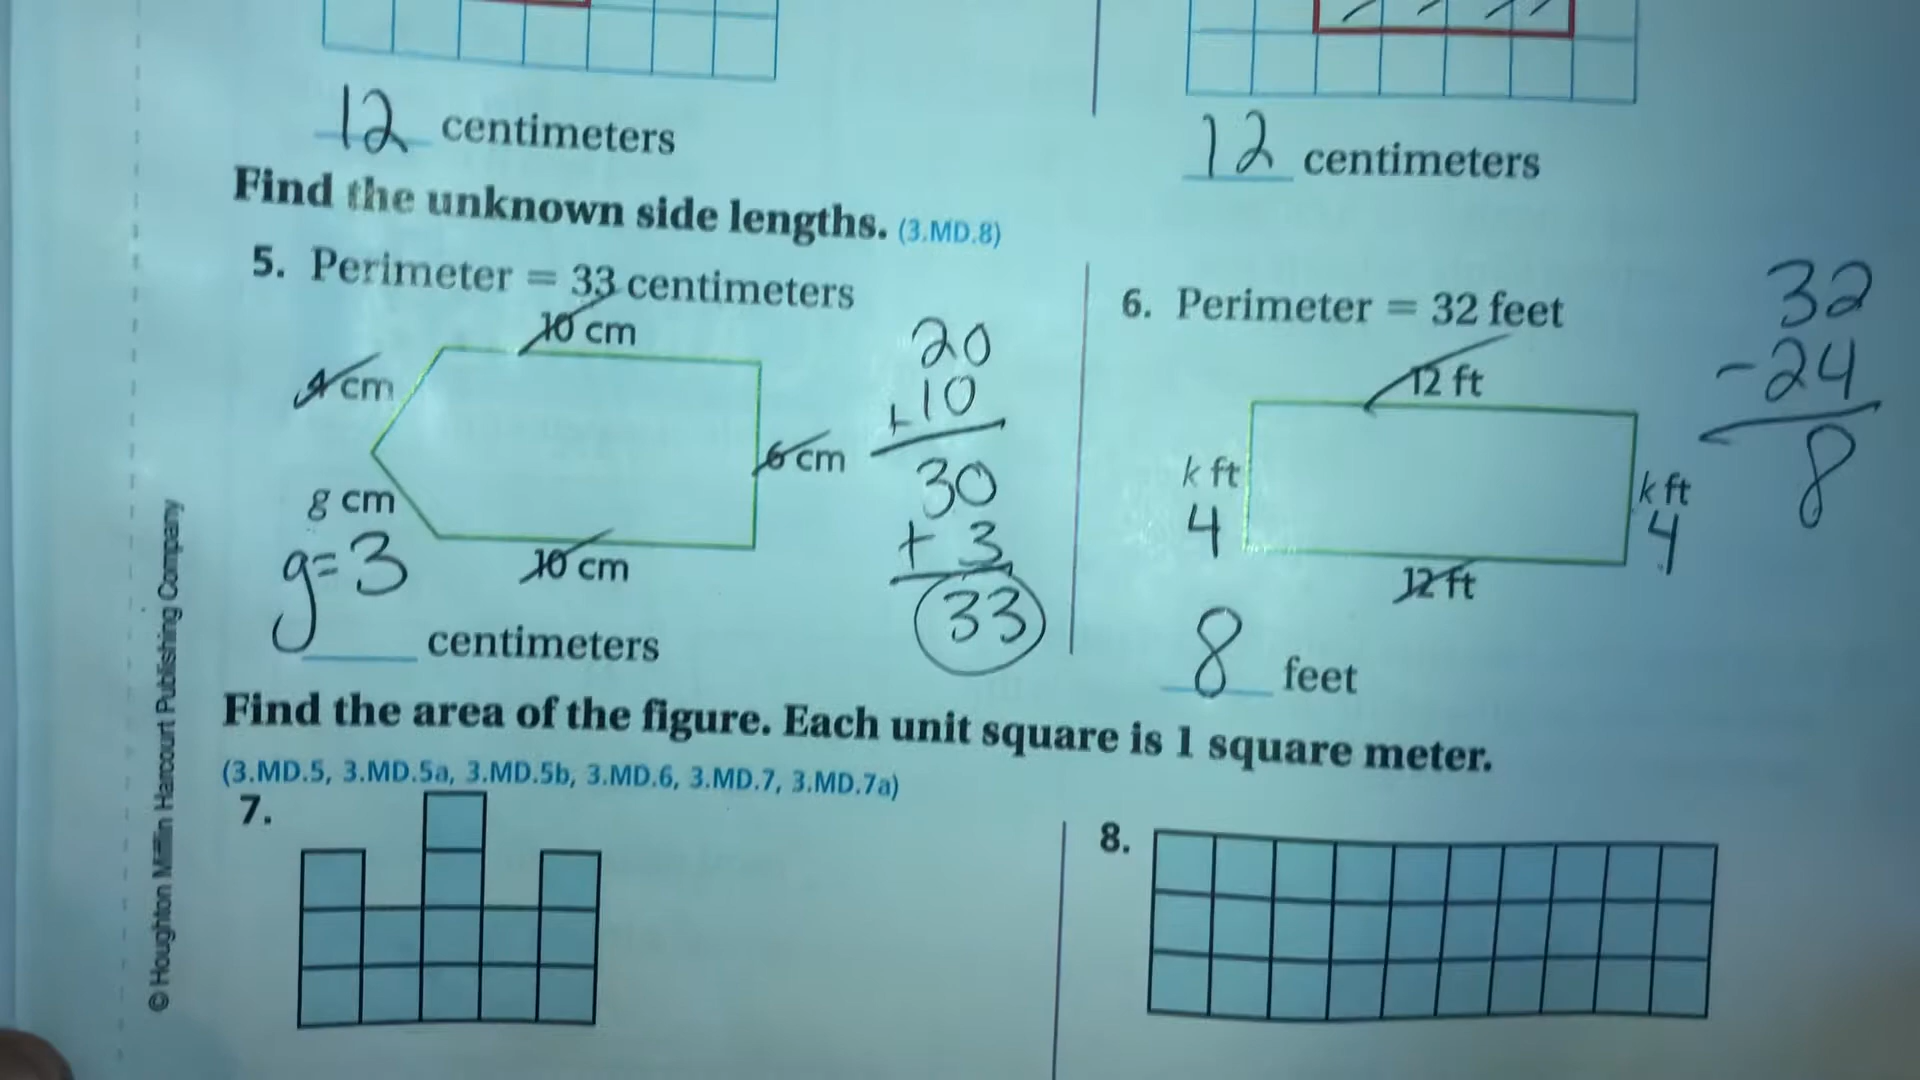 12 centimeters
12 centimeters
Find the unknown side lengths. (3.MD.8)
5. Perimeter = 33 centimeters
10 cm
4 cm
6 cm
g cm
10 cm
g=3
centimeters
20
+10
30
+ 3
33
6. Perimeter = 32 feet
12 ft
k ft
4
k ft
4
12 ft
32
-24
8
8 feet
Find the area of the figure. Each unit square is 1 square meter.
(3.MD.5, 3.MD.5a, 3.MD.5b, 3.MD.6, 3.MD.7, 3.MD.7a)
7.
8.
© Houghton Mifflin Harcourt Publishing Company